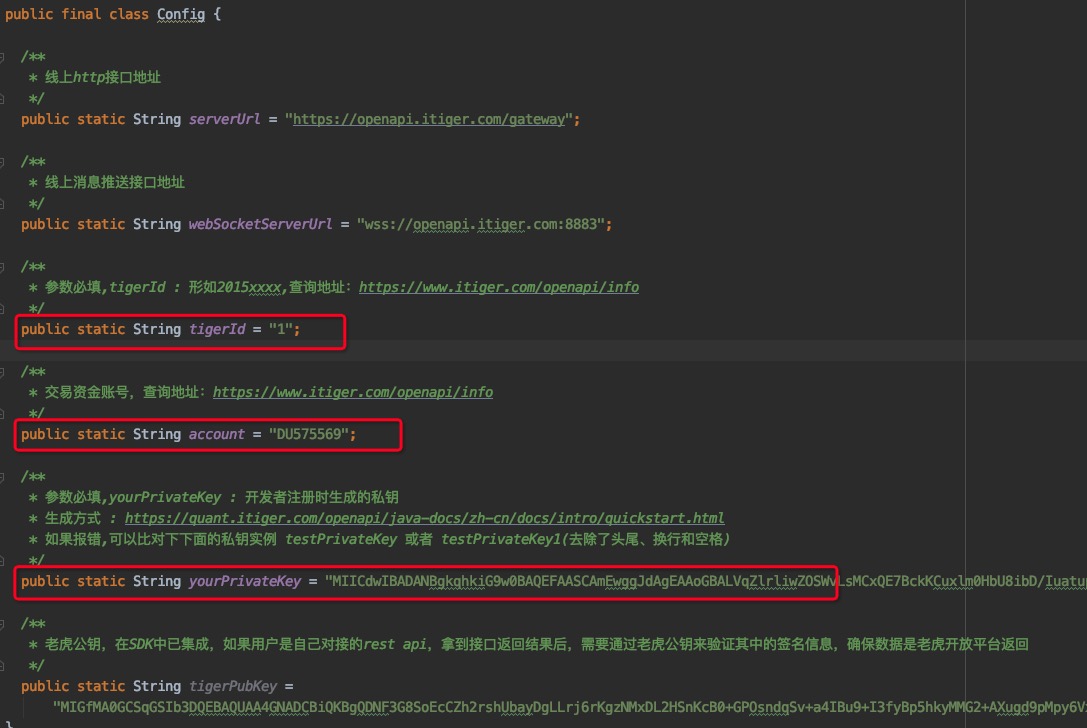 public final class Config {
/**
* 线上http接口地址
*/
public static String serverUrl = "https://openapi.itiger.com/gateway";
/**
* 线上消息推送接口地址
*/
public static String webSocketServerUrl = "wss://openapi.itiger.com:8883";
/**
* 参数必填,tigerId : 形如2015xxxx,查询地址：https://www.itiger.com/openapi/info
*/
public static String tigerId = "1";
/**
* 交易资金账号，查询地址：https://www.itiger.com/openapi/info
*/
public static String account = "DU575569";
/**
* 参数必填,yourPrivateKey : 开发者注册时生成的私钥
* 生成方式 : https://quant.itiger.com/openapi/java-docs/zh-cn/docs/intro/quickstart.html
* 如果报错,可以比对下下面的私钥实例 testPrivateKey 或者 testPrivateKey1(去除了头尾、换行和空格)
*/
public static String yourPrivateKey = "MIICdwIBADANBgkqhkiG9w0BAQEFAASCAmEwggJdAgEAAoGBALVqZlrliwZOSWvLsMCxQE7BckKCuxlm0HbU8ibD/Iuatu
/**
* 老虎公钥，在SDK中已集成，如果用户是自己对接的rest api，拿到接口返回结果后，需要通过老虎公钥来验证其中的签名信息，确保数据是老虎开放平台返回
*/
public static String tigerPubKey =
"MIGfMA0GCSqGSIb3DQEBAQUAA4GNADCBiQKBgQDNF3G8SoEcCZh2rshUbayDgLLrj6rKgzNMxDL2HSnKcB0+GPOsndqSv+a4IBu9+I3fyBp5hkyMMG2+AXugd9pMpy6V
}